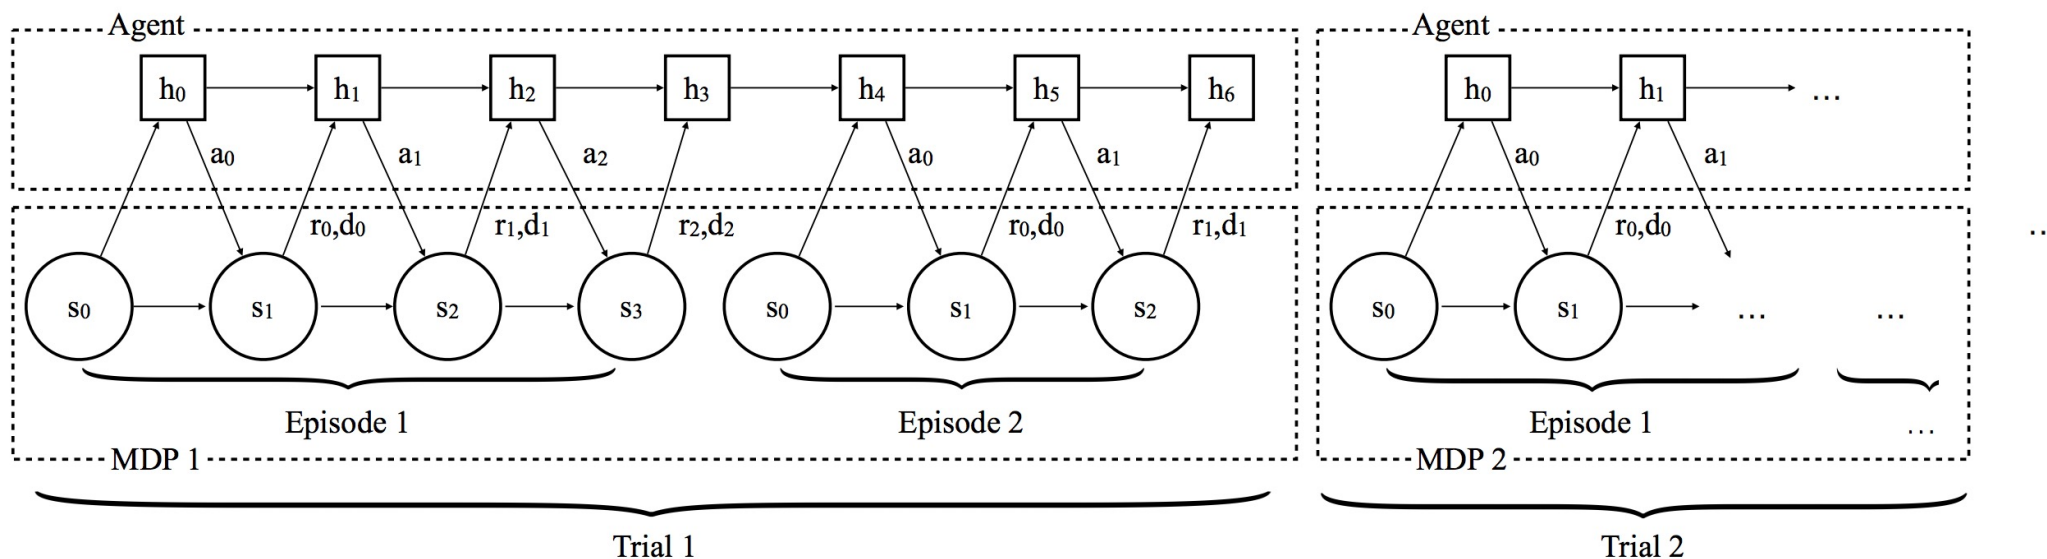 Agent Agent
h0 h1 h2 h3 h4 h5 h6 h0 h1 ...
a0 a1 a2 a0 a1 a0 a1
r0,d0 r1,d1 r2,d2 r0,d0 r1,d1 r0,d0 ..
s0 s1 s2 s3 s0 s1 s2 s0 s1 ... ...
Episode 1 Episode 2 Episode 1 ...
MDP 1 MDP 2
Trial 1 Trial 2